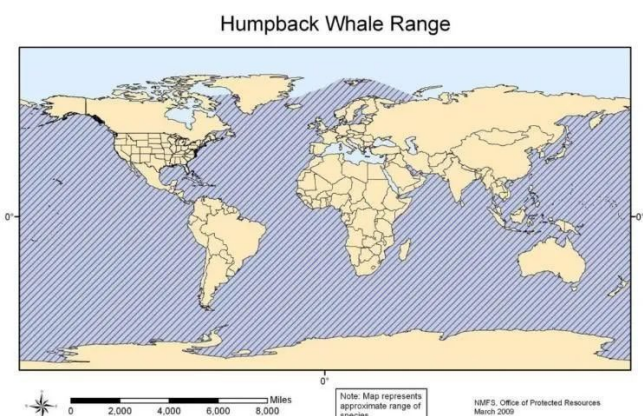 Humpback Whale Range
0°
0°
0°
Miles
0 2,000 4,000 6,000 8,000
Note: Map represents
approximate range of
species
NMFS, Office of Protected Resources
March 2009